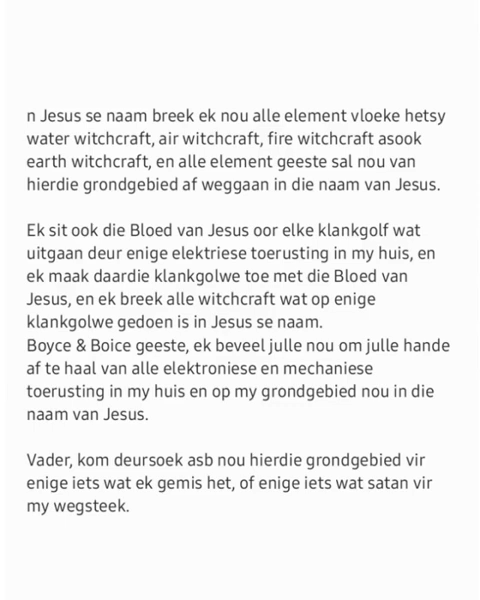 n Jesus se naam breek ek nou alle element vloeke hetsy
water witchcraft, air witchcraft, fire witchcraft asook
earth witchcraft, en alle element geeste sal nou van
hierdie grondgebied af weggaan in die naam van Jesus.
Ek sit ook die Bloed van Jesus oor elke klankgolf wat
uitgaan deur enige elektriese toerusting in my huis, en
ek maak daardie klankgolwe toe met die Bloed van
Jesus, en ek breek alle witchcraft wat op enige
klankgolwe gedoen is in Jesus se naam.
Boyce & Boice geeste, ek beveel julle nou om julle hande
af te haal van alle elektroniese en mechaniese
toerusting in my huis en op my grondgebied nou in die
naam van Jesus.
Vader, kom deursoek asb nou hierdie grondgebied vir
enige iets wat ek gemis het, of enige iets wat satan vir
my wegsteek.